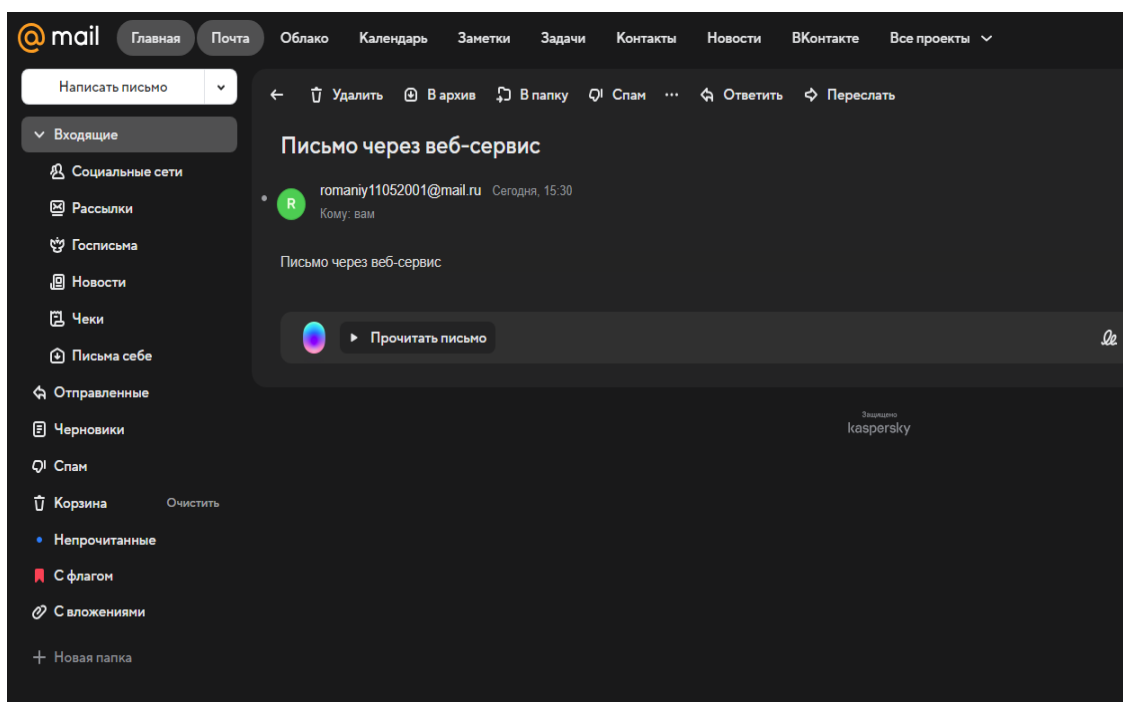 mail Главная Почта Облако Календарь Заметки Задачи Контакты Новости ВКонтакте Все проекты
Написать письмо
Удалить В архив В папку Спам ... Ответить Переслать
Входящие
Социальные сети
Рассылки
Госписьма
Новости
Чеки
Письма себе
Отправленные
Черновики
Спам
Корзина Очистить
Непрочитанные
С флагом
С вложениями
Новая папка
Письмо через веб-сервис
R
romaniy11052001@mail.ru Сегодня, 15:30
Кому: вам
Письмо через веб-сервис
Прочитать письмо
Защищено
kaspersky